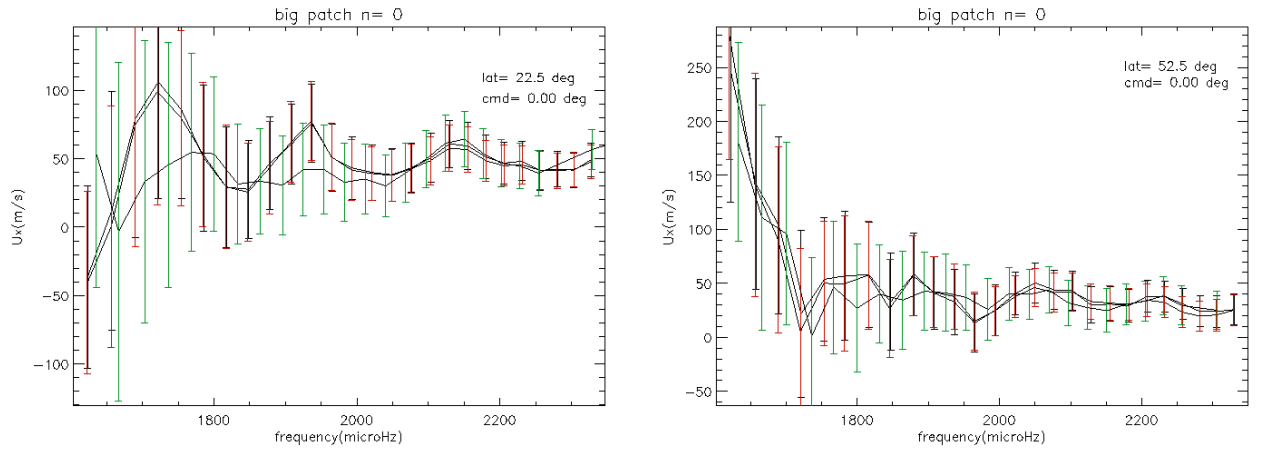 big patch n= 0
lat= 22.5 deg
cmd= 0.00 deg
Ux(m/s)
100
50
0
−50
−100
1800
2000
2200
frequency(microHz)
big patch n= 0
lat= 52.5 deg
cmd= 0.00 deg
Ux(m/s)
250
200
150
100
50
0
−50
1800
2000
2200
frequency(microHz)